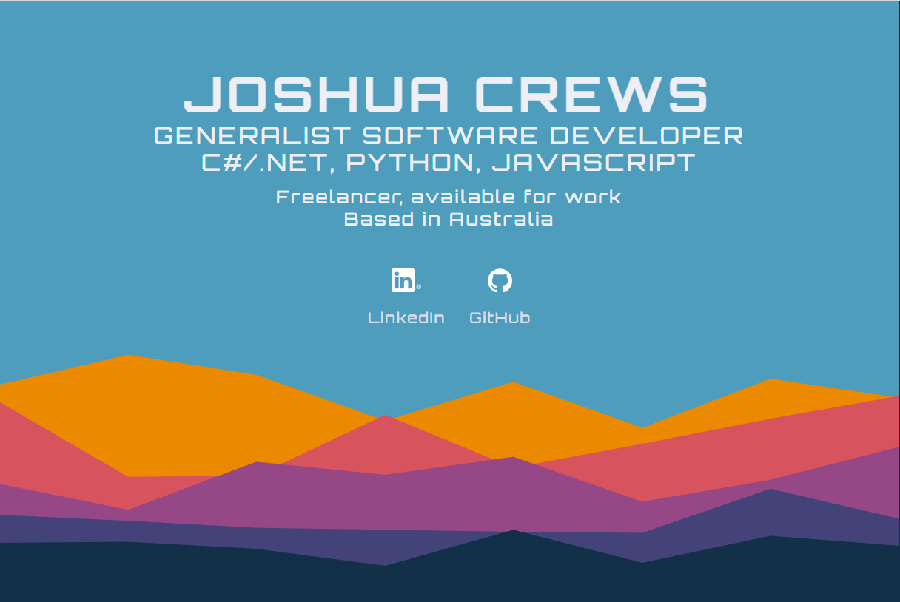 JOSHUA CREWS
GENERALIST SOFTWARE DEVELOPER
C#/.NET, PYTHON, JAVASCRIPT
Freelancer, available for work
Based in Australia
in
LinkedIn GitHub